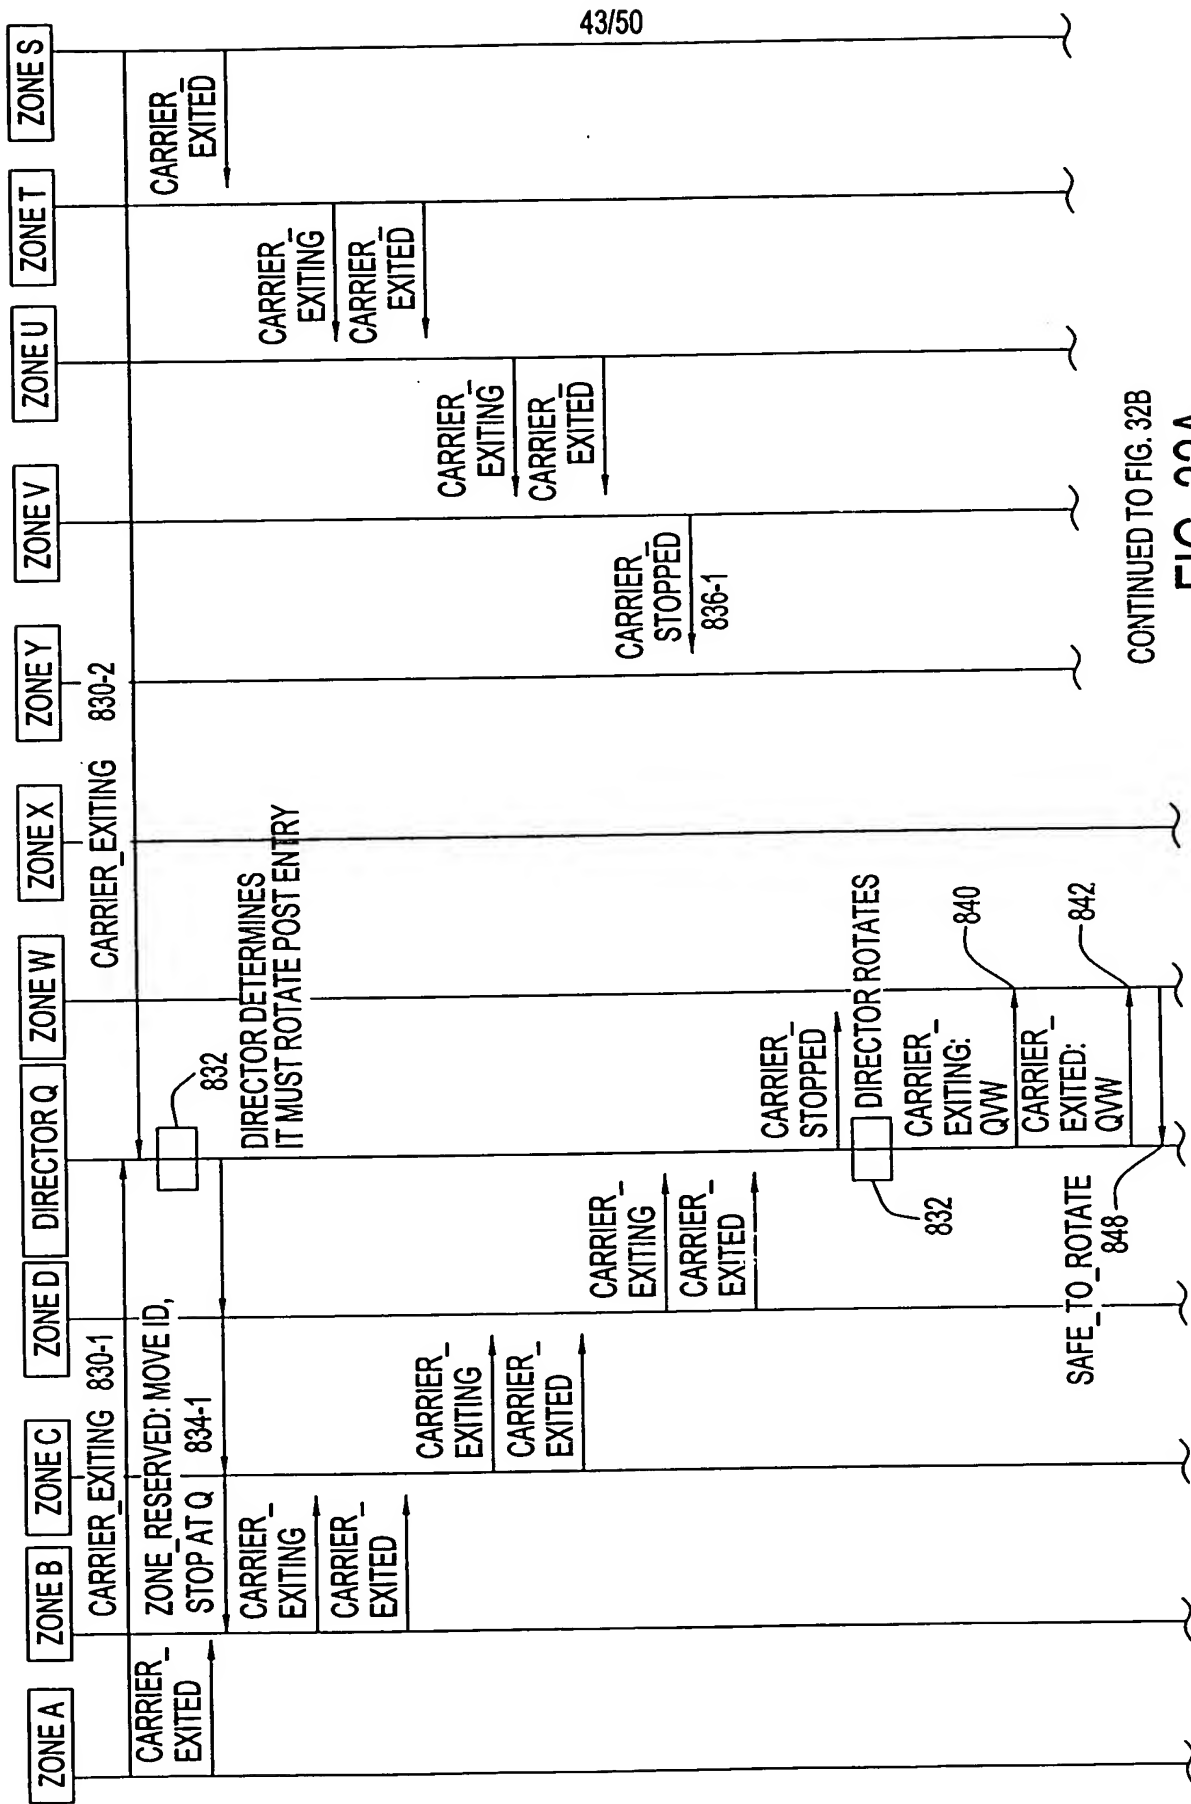 43/50
ZONE A
ZONE B
ZONE C
ZONE D
DIRECTOR Q
ZONE W
ZONE X
ZONE Y
ZONE V
ZONE U
ZONE T
ZONE S
CARRIER_EXITING 830-1
CARRIER_EXITING 830-2
CARRIER_
EXITED
CARRIER_
EXITED
ZONE_RESERVED: MOVE ID,
STOP AT Q 834-1
832
DIRECTOR DETERMINES
IT MUST ROTATE POST ENTRY
CARRIER_
EXITING
CARRIER_
EXITED
CARRIER_
EXITING
CARRIER_
EXITED
CARRIER_
EXITING
CARRIER_
EXITED
CARRIER_
EXITING
CARRIER_
EXITED
CARRIER_
EXITING
CARRIER_
EXITED
CARRIER_
STOPPED
836-1
CARRIER_
STOPPED
DIRECTOR ROTATES
832
CARRIER_
EXITING:
QVW
840
CARRIER_
EXITED:
QVW
842
SAFE_TO_ROTATE
848
CONTINUED TO FIG. 32B